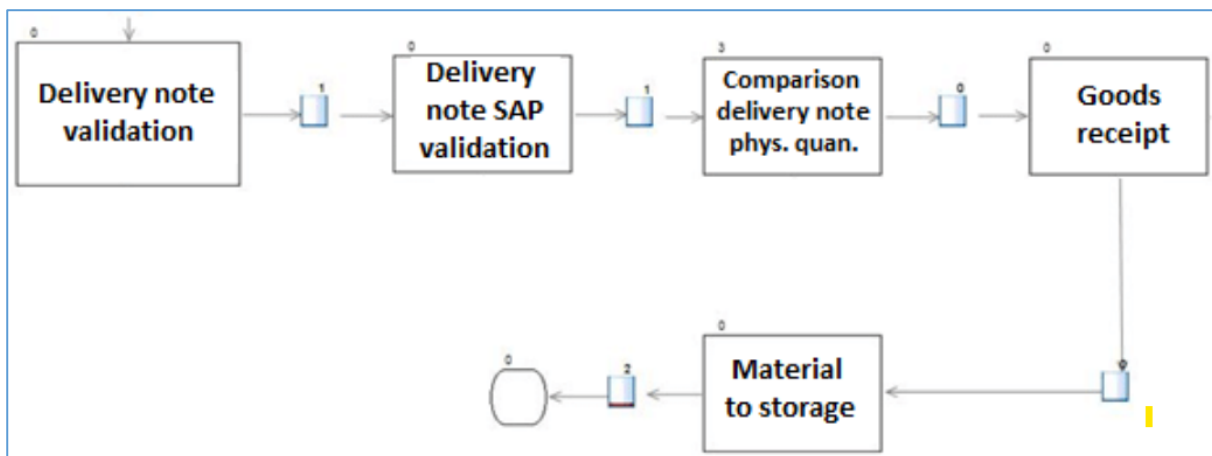 0
Delivery note
validation
1
0
Delivery
note SAP
validation
1
3
Comparison
delivery note
phys. quan.
0
0
Goods
receipt
0
2
0
Material
to storage